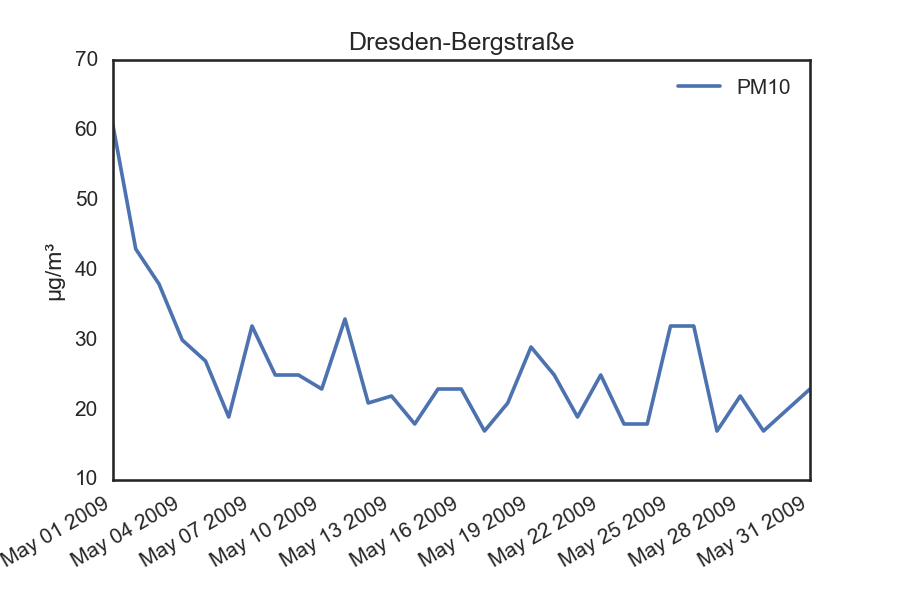 Dresden-Bergstraße
70
60
50
40
30
20
10
µg/m³
PM10
May 01 2009
May 04 2009
May 07 2009
May 10 2009
May 13 2009
May 16 2009
May 19 2009
May 22 2009
May 25 2009
May 28 2009
May 31 2009